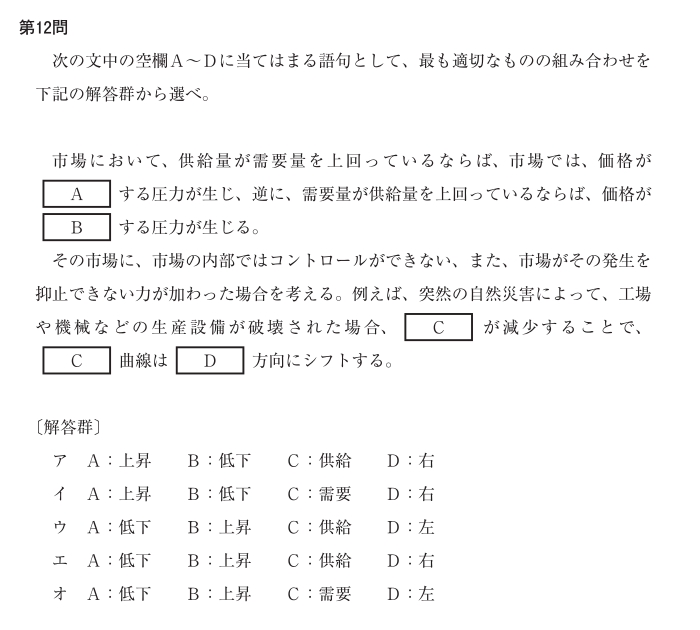 第12問
次の文中の空欄A～Dに当てはまる語句として、最も適切なものの組み合わせを
下記の解答群から選べ。
市場において、供給量が需要量を上回っているならば、市場では、価格が
A する圧力が生じ、逆に、需要量が供給量を上回っているならば、価格が
B する圧力が生じる。
その市場に、市場の内部ではコントロールができない、また、市場がその発生を
抑止できない力が加わった場合を考える。例えば、突然の自然災害によって、工場
や機械などの生産設備が破壊された場合、 C が減少することで、
C 曲線は D 方向にシフトする。
〔解答群〕
ア A：上昇 B：低下 C：供給 D：右
イ A：上昇 B：低下 C：需要 D：右
ウ A：低下 B：上昇 C：供給 D：左
エ A：低下 B：上昇 C：供給 D：右
オ A：低下 B：上昇 C：需要 D：左